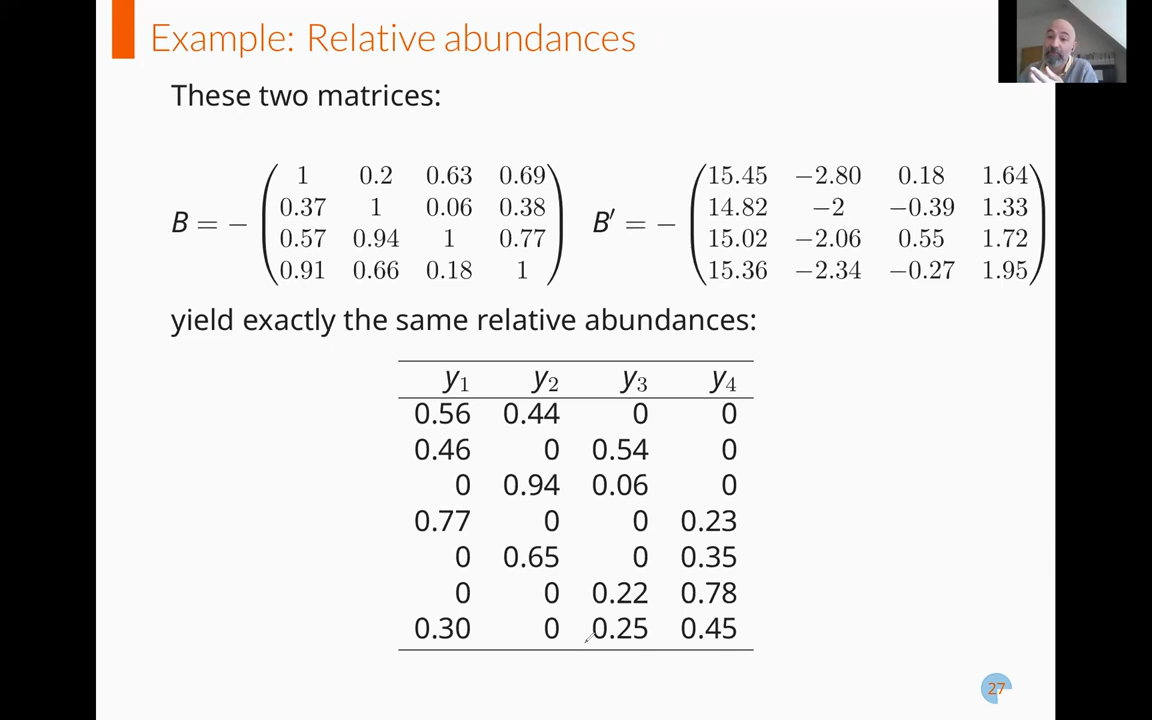 Example: Relative abundances
These two matrices:
B = − ( 1 0.2 0.63 0.69 B′ = − ( 15.45 −2.80 0.18 1.64
0.37 1 0.06 0.38 14.82 −2 −0.39 1.33
0.57 0.94 1 0.77 15.02 −2.06 0.55 1.72
0.91 0.66 0.18 1 ) 15.36 −2.34 −0.27 1.95 )
yield exactly the same relative abundances:
y1 y2 y3 y4
0.56 0.44 0 0
0.46 0 0.54 0
0 0.94 0.06 0
0.77 0 0 0.23
0 0.65 0 0.35
0 0 0.22 0.78
0.30 0 0.25 0.45
27